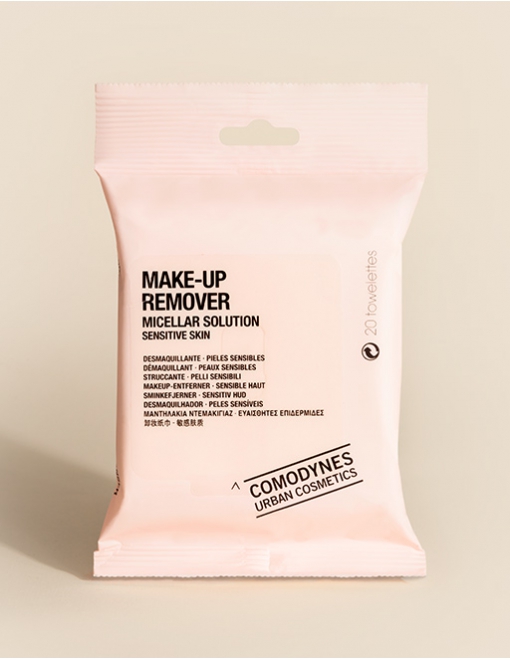 MAKE-UP
REMOVER
MICELLAR SOLUTION
SENSITIVE SKIN
DESMAQUILLANTE · PIELES SENSIBLES
DÉMAQUILLANT · PEAUX SENSIBLES
STRUCCANTE · PELLI SENSIBILI
MAKEUP-ENTFERNER · SENSIBLE HAUT
SMINKEFJERNER · SENSITIV HUD
DESMAQUILHADOR · PELES SENSÍVEIS
ΜΑΝΤΗΛΑΚΙΑ ΝΤΕΜΑΚΙΓΙΑΖ · ΕΥΑΙΣΘΗΤΕΣ ΕΠΙΔΕΡΜΙΔΕΣ
卸妆纸巾 · 敏感肤质
20 towelettes
COMODYNES
URBAN COSMETICS